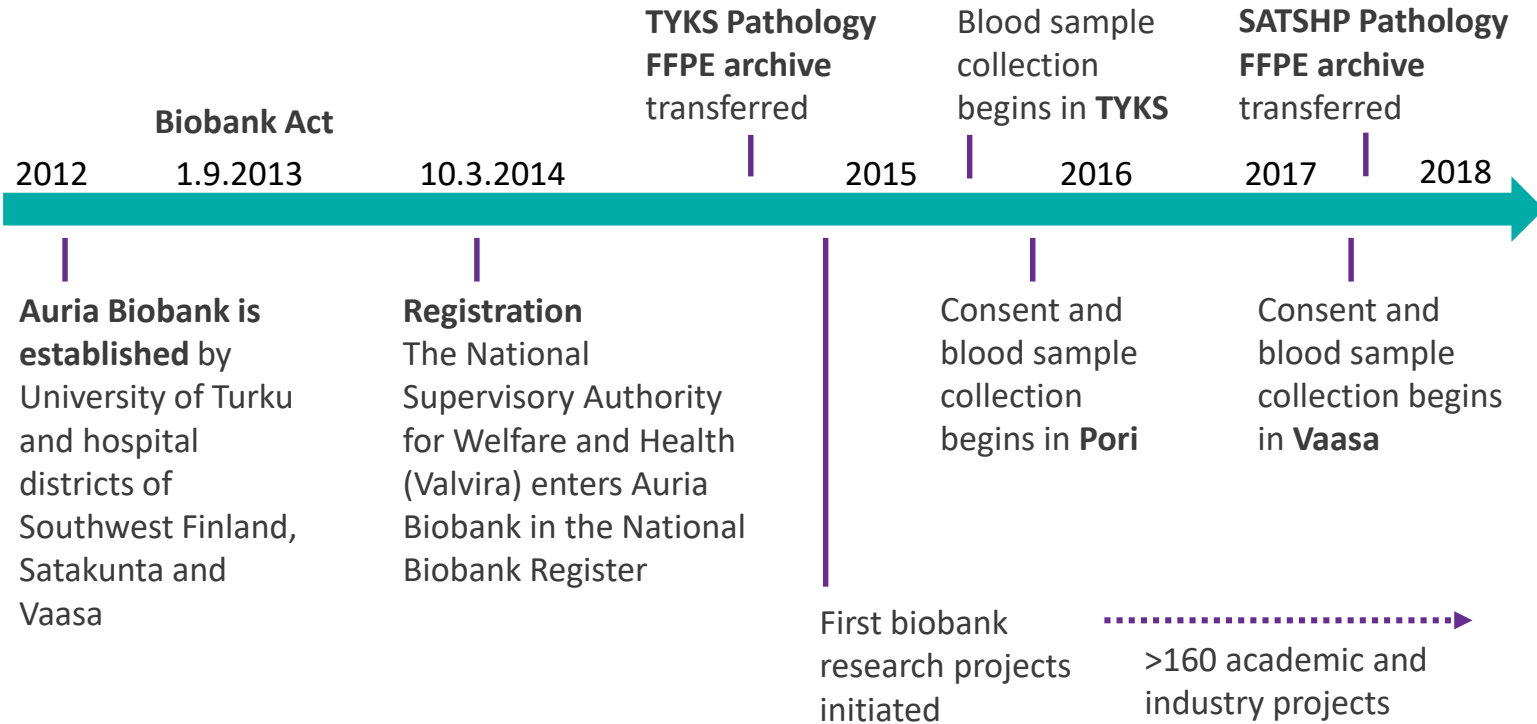 TYKS Pathology
FFPE archive
transferred
Blood sample
collection
begins in TYKS
SATSHP Pathology
FFPE archive
transferred
Biobank Act
2012
1.9.2013
10.3.2014
2015
2016
2017
2018
Auria Biobank is
established by
University of Turku
and hospital
districts of
Southwest Finland,
Satakunta and
Vaasa
Registration
The National
Supervisory Authority
for Welfare and Health
(Valvira) enters Auria
Biobank in the National
Biobank Register
First biobank
research projects
initiated
Consent and
blood sample
collection
begins in Pori
Consent and
blood sample
collection begins
in Vaasa
>160 academic and
industry projects